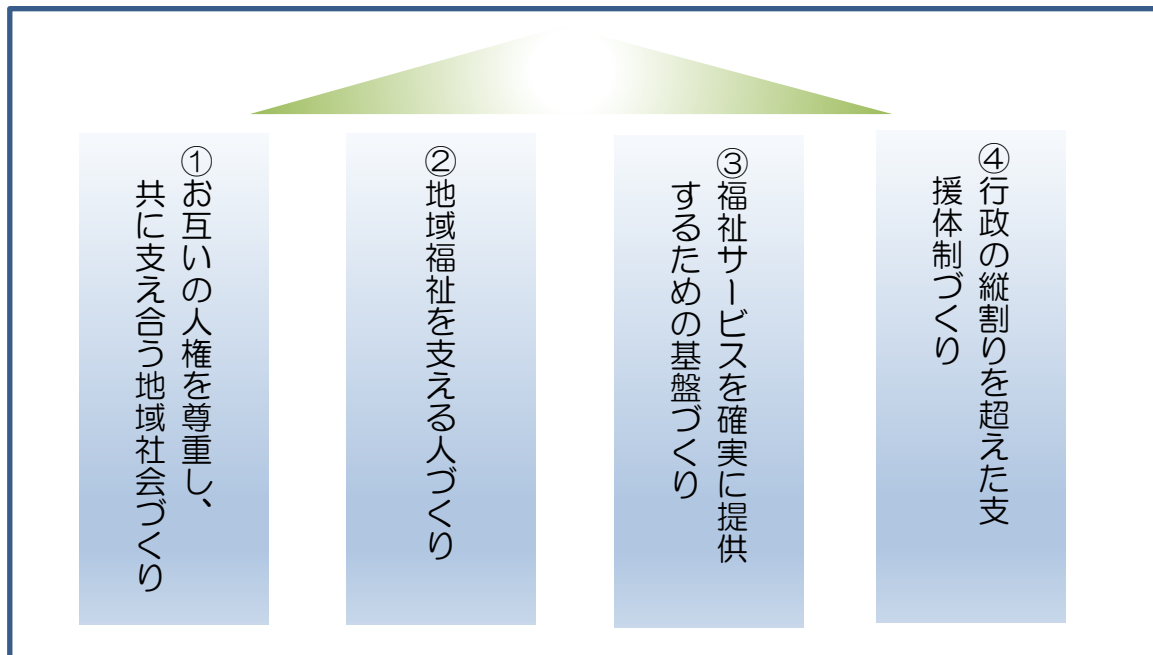 ①お互いの人権を尊重し、
共に支え合う地域社会づくり
②地域福祉を支える人づくり
③福祉サービスを確実に提供
するための基盤づくり
④行政の縦割りを超えた支
援体制づくり